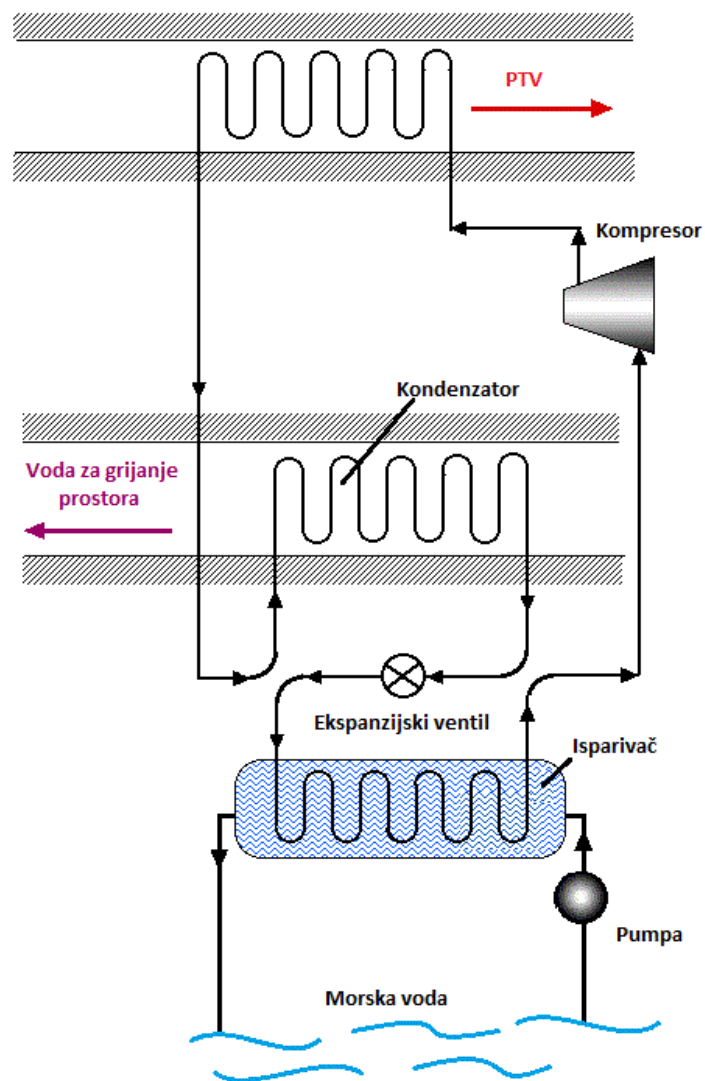 PTV
Kompresor
Kondenzator
Voda za grijanje
prostora
Ekspanzijski ventil
Isparivač
Pumpa
Morska voda